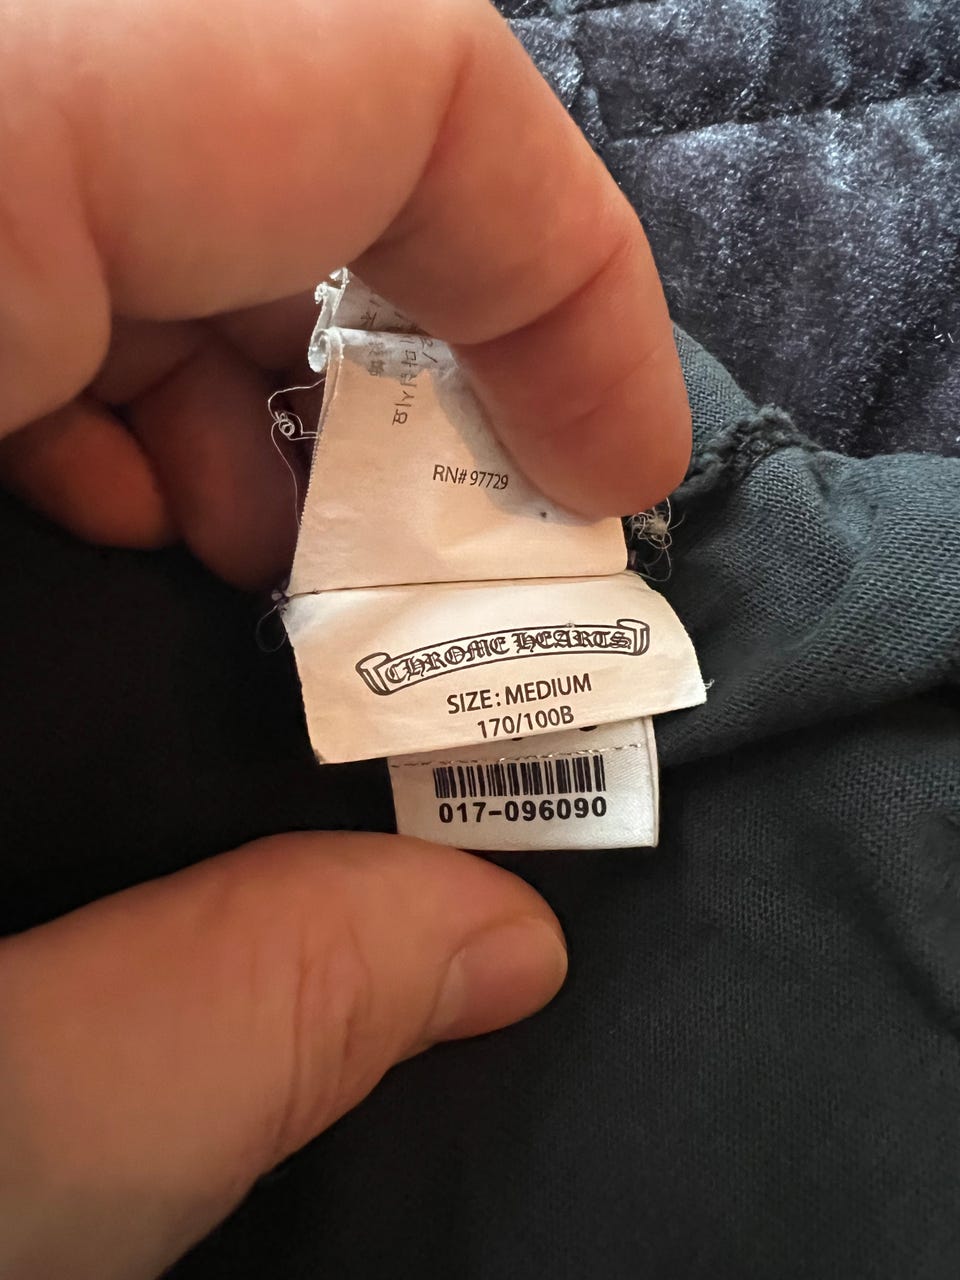 RN# 97729
CHROME HEARTS
SIZE: MEDIUM
170/100B
017-096090